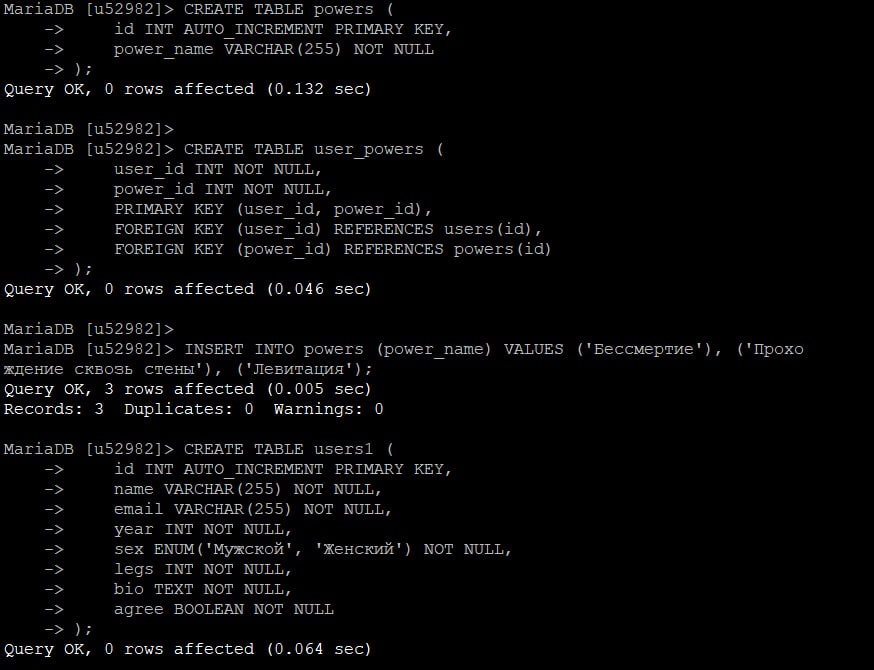 MariaDB [u52982]> CREATE TABLE powers (
    ->     id INT AUTO_INCREMENT PRIMARY KEY,
    ->     power_name VARCHAR(255) NOT NULL
    -> );
Query OK, 0 rows affected (0.132 sec)

MariaDB [u52982]>
MariaDB [u52982]> CREATE TABLE user_powers (
    ->     user_id INT NOT NULL,
    ->     power_id INT NOT NULL,
    ->     PRIMARY KEY (user_id, power_id),
    ->     FOREIGN KEY (user_id) REFERENCES users(id),
    ->     FOREIGN KEY (power_id) REFERENCES powers(id)
    -> );
Query OK, 0 rows affected (0.046 sec)

MariaDB [u52982]>
MariaDB [u52982]> INSERT INTO powers (power_name) VALUES ('Бессмертие'), ('Прохо
ждение сквозь стены'), ('Левитация');
Query OK, 3 rows affected (0.005 sec)
Records: 3  Duplicates: 0  Warnings: 0

MariaDB [u52982]> CREATE TABLE users1 (
    ->     id INT AUTO_INCREMENT PRIMARY KEY,
    ->     name VARCHAR(255) NOT NULL,
    ->     email VARCHAR(255) NOT NULL,
    ->     year INT NOT NULL,
    ->     sex ENUM('Мужской', 'Женский') NOT NULL,
    ->     legs INT NOT NULL,
    ->     bio TEXT NOT NULL,
    ->     agree BOOLEAN NOT NULL
    -> );
Query OK, 0 rows affected (0.064 sec)